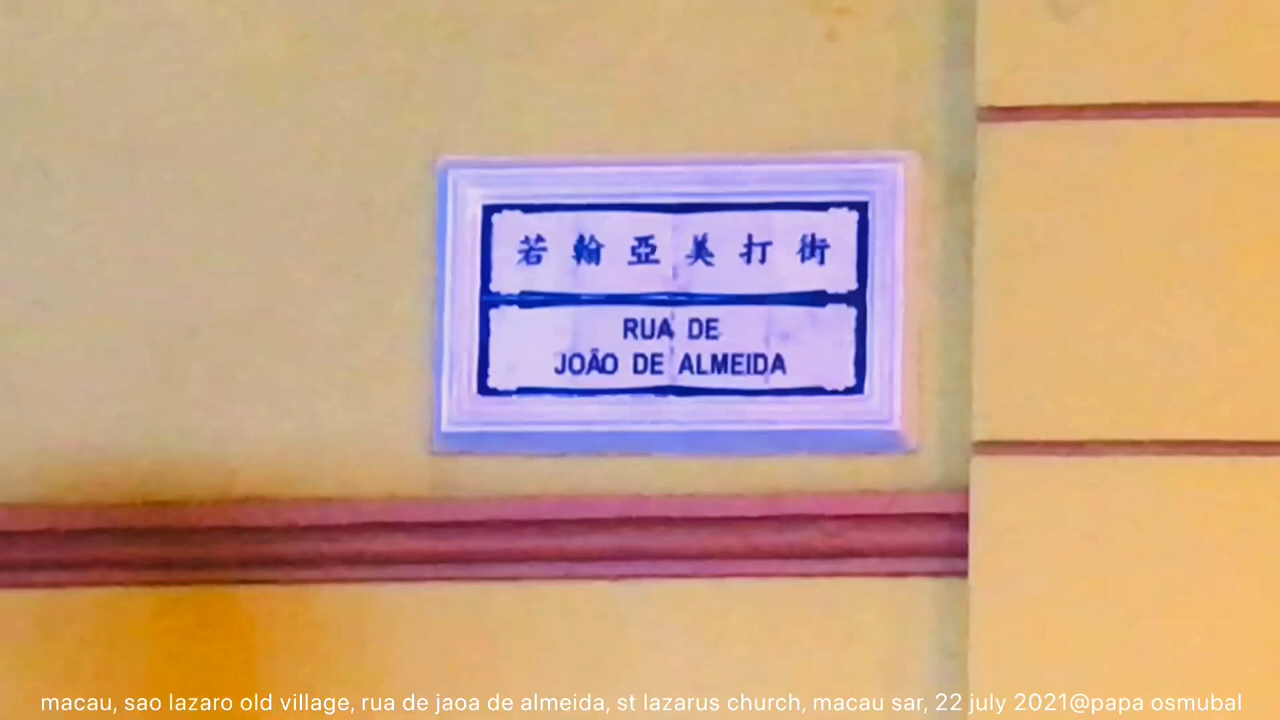 若翰亞美打街
RUA DE
JOÃO DE ALMEIDA
macau, sao lazaro old village, rua de jaoa de almeida, st lazarus church, macau sar, 22 july 2021@papa osmubal